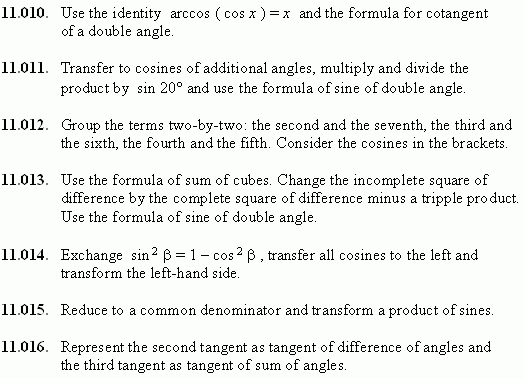 11.010. Use the identity arccos ( cos x ) = x and the formula for cotangent
of a double angle.
11.011. Transfer to cosines of additional angles, multiply and divide the
product by sin 20° and use the formula of sine of double angle.
11.012. Group the terms two-by-two: the second and the seventh, the third and
the sixth, the fourth and the fifth. Consider the cosines in the brackets.
11.013. Use the formula of sum of cubes. Change the incomplete square of
difference by the complete square of difference minus a tripple product.
Use the formula of sine of double angle.
11.014. Exchange sin² β = 1 – cos² β , transfer all cosines to the left and
transform the left-hand side.
11.015. Reduce to a common denominator and transform a product of sines.
11.016. Represent the second tangent as tangent of difference of angles and
the third tangent as tangent of sum of angles.